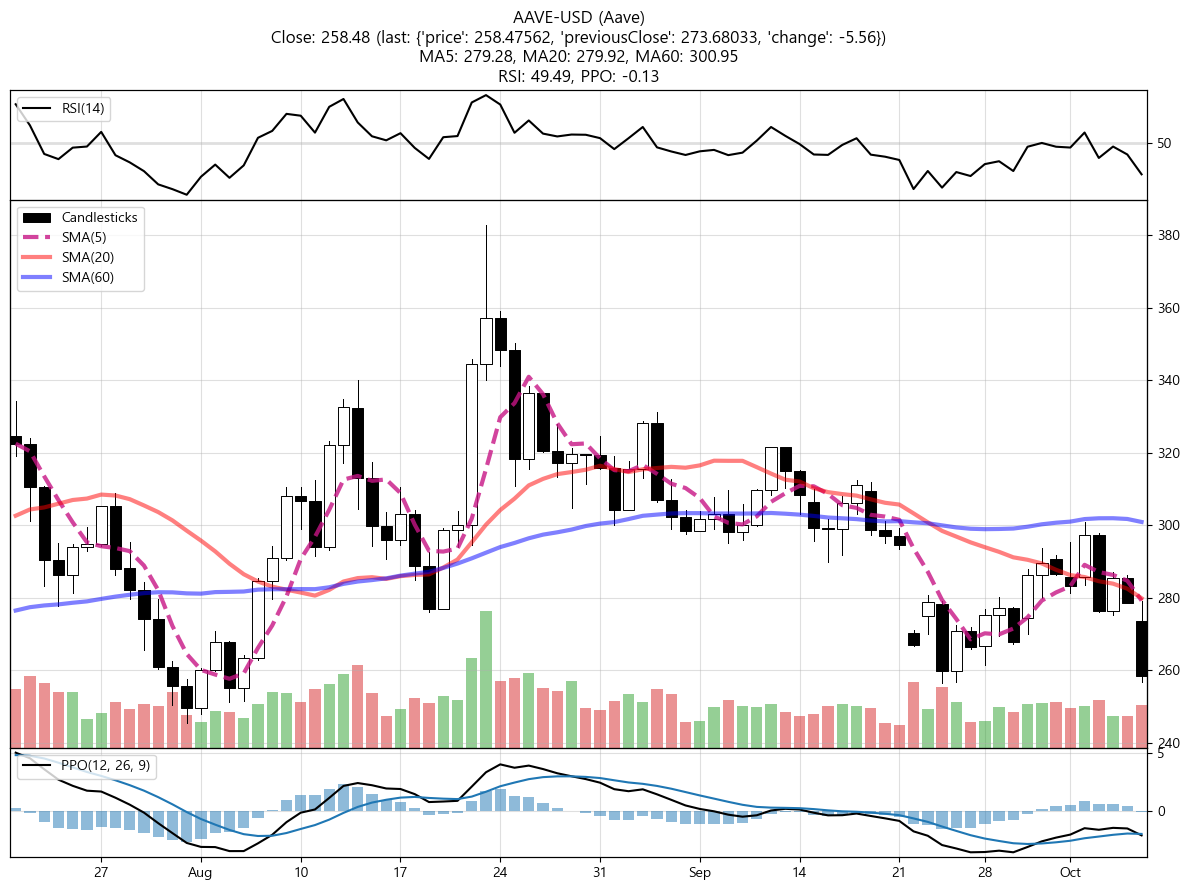 AAVE-USD (Aave)
Close: 258.48 (last: {'price': 258.47562, 'previousClose': 273.68033, 'change': -5.56})
MA5: 279.28, MA20: 279.92, MA60: 300.95
RSI: 49.49, PPO: -0.13
RSI(14)
50
Candlesticks
SMA(5)
SMA(20)
SMA(60)
380
360
340
320
300
280
260
240
PPO(12, 26, 9)
5
0
27 Aug 10 17 24 31 Sep 14 21 28 Oct